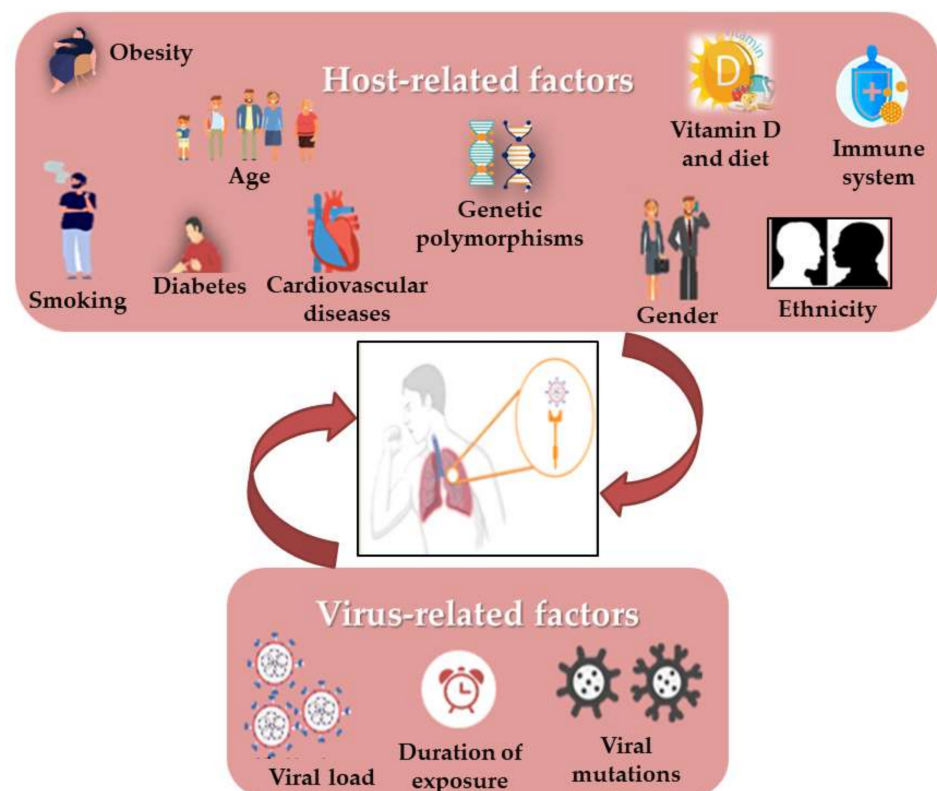 Obesity
Host-related factors
vitamin
D
Age
Genetic
polymorphisms
Vitamin D
and diet
Immune
system
Smoking
Diabetes
Cardiovascular
diseases
Gender
Ethnicity
Virus-related factors
Viral load
Duration of
exposure
Viral
mutations